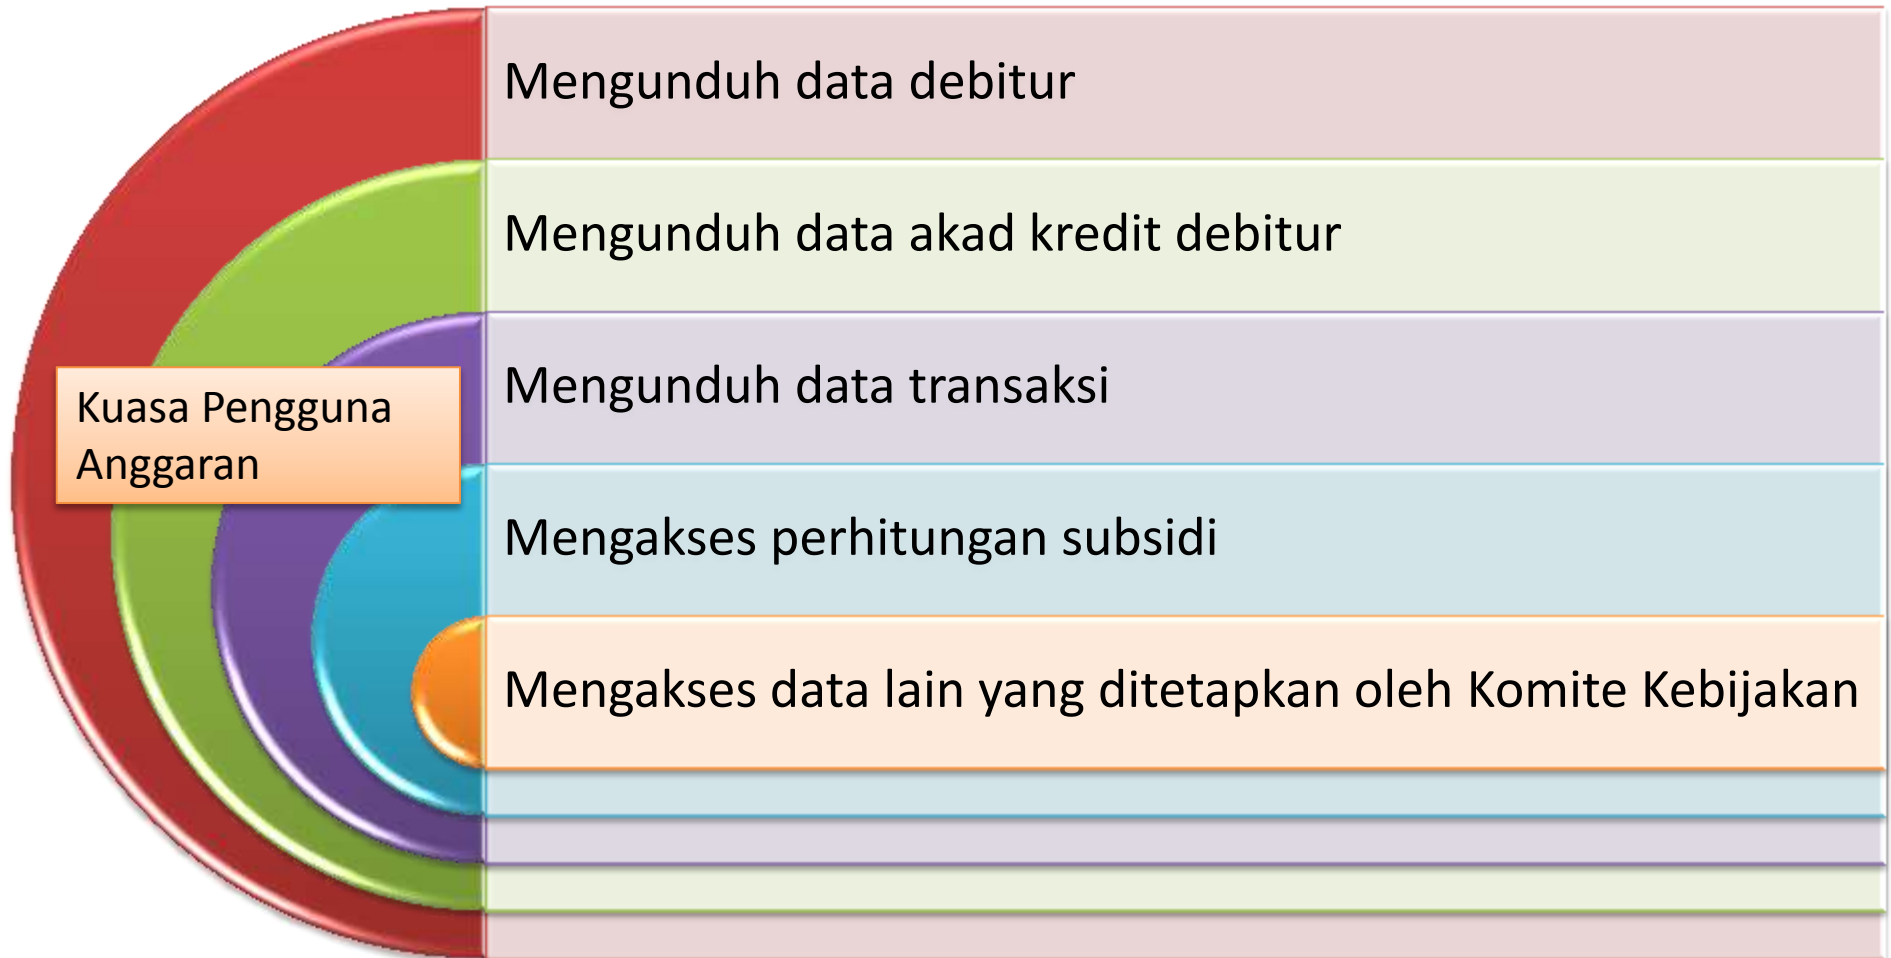 Mengunduh data debitur
Mengunduh data akad kredit debitur
Mengunduh data transaksi
Kuasa Pengguna
Anggaran
Mengakses perhitungan subsidi
Mengakses data lain yang ditetapkan oleh Komite Kebijakan